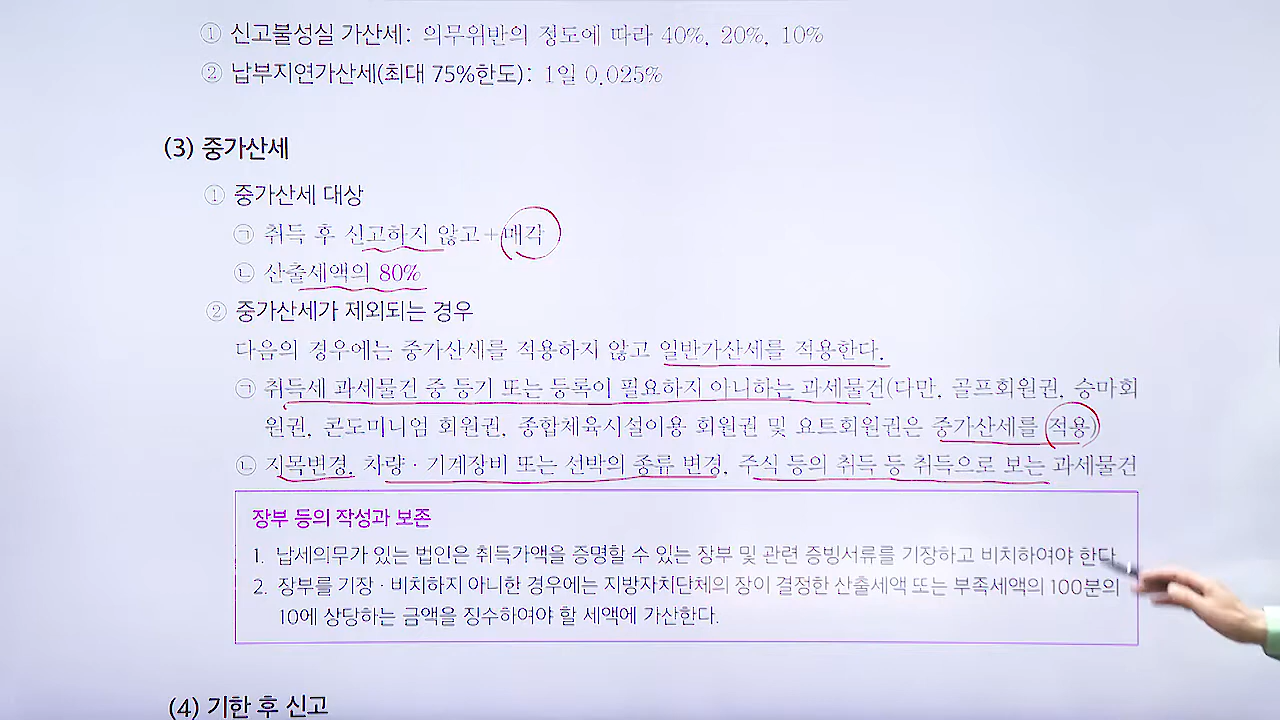 ① 신고불성실 가산세: 의무위반의 정도에 따라 40%, 20%, 10%
② 납부지연가산세(최대 75%한도): 1일 0.025%
(3) 중가산세
① 중가산세 대상
㉠ 취득 후 신고하지 않고+매각
㉡ 산출세액의 80%
② 중가산세가 제외되는 경우
다음의 경우에는 중가산세를 적용하지 않고 일반가산세를 적용한다.
㉠ 취득세 과세물건 중 등기 또는 등록이 필요하지 아니하는 과세물건(다만, 골프회원권, 승마회
원권, 콘도미니엄 회원권, 종합체육시설이용 회원권 및 요트회원권은 중가산세를 적용)
㉡ 지목변경, 차량·기계장비 또는 선박의 종류 변경, 주식 등의 취득 등 취득으로 보는 과세물건
장부 등의 작성과 보존
1. 납세의무가 있는 법인은 취득가액을 증명할 수 있는 장부 및 관련 증빙서류를 기장하고 비치하여야 한다.
2. 장부를 기장·비치하지 아니한 경우에는 지방자치단체의 장이 결정한 산출세액 또는 부족세액의 100분의
10에 상당하는 금액을 징수하여야 할 세액에 가산한다.
(4) 기한 후 신고